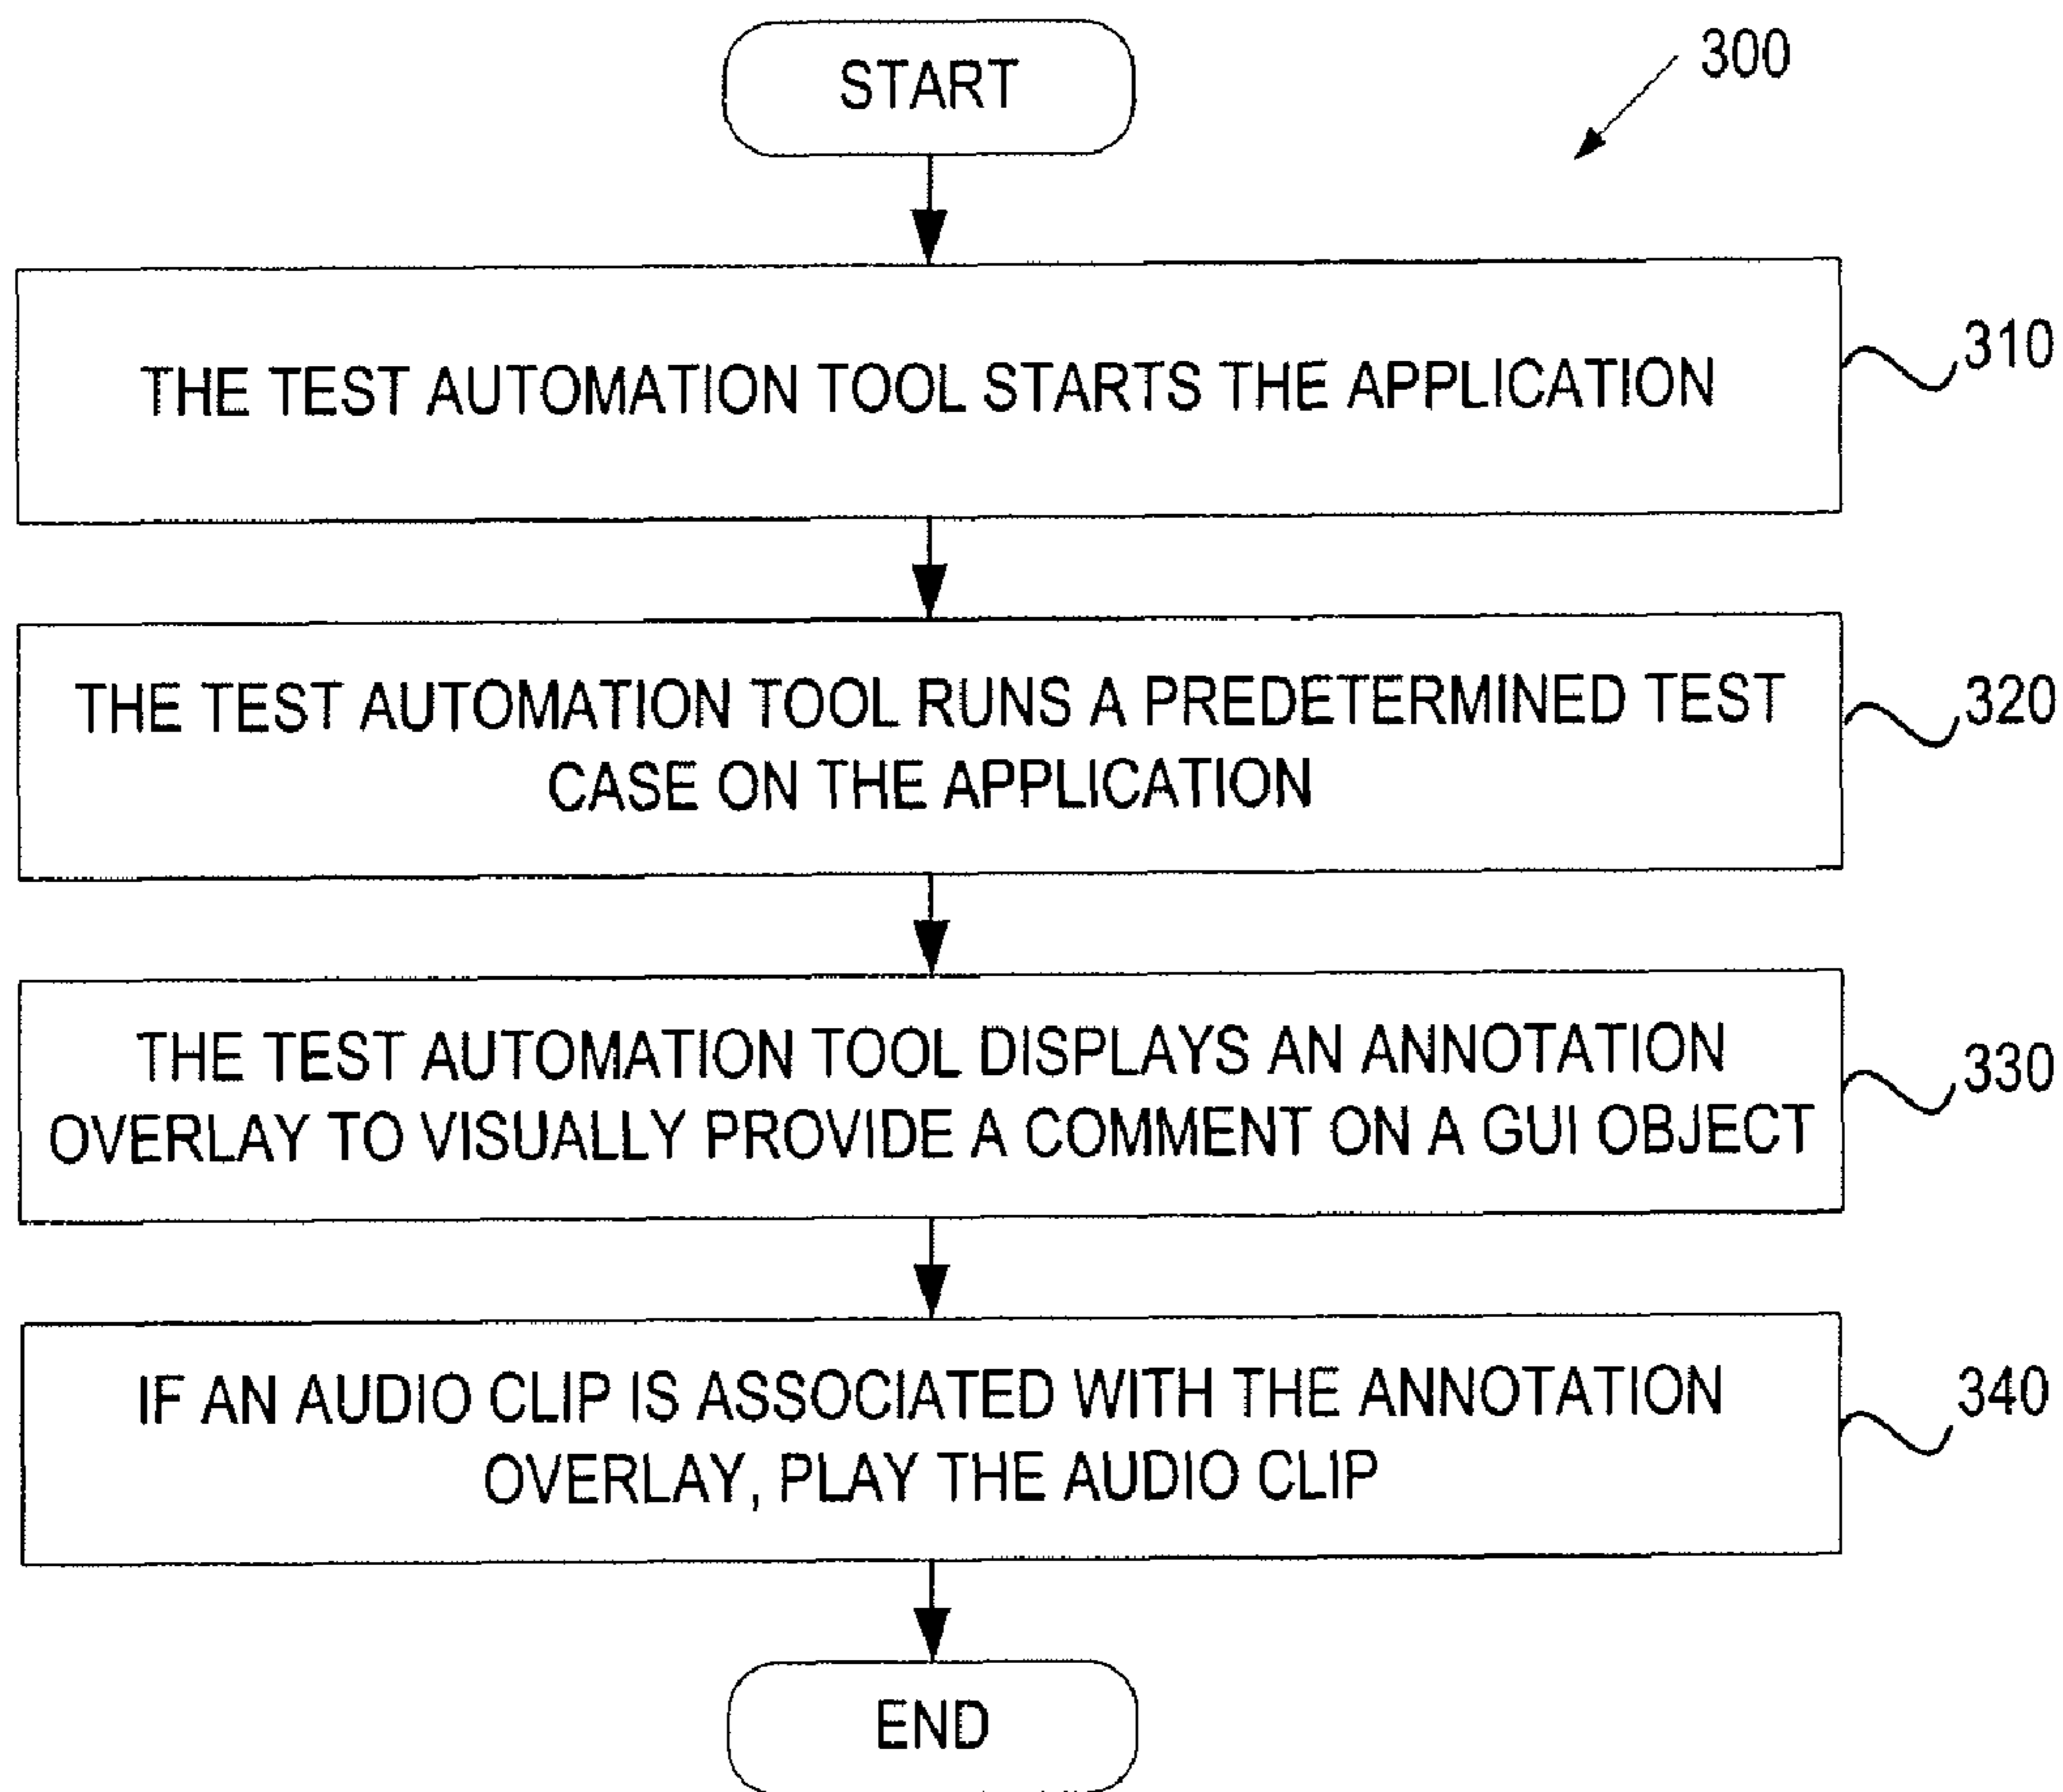 START
300
THE TEST AUTOMATION TOOL STARTS THE APPLICATION
310
THE TEST AUTOMATION TOOL RUNS A PREDETERMINED TEST
CASE ON THE APPLICATION
320
THE TEST AUTOMATION TOOL DISPLAYS AN ANNOTATION
OVERLAY TO VISUALLY PROVIDE A COMMENT ON A GUI OBJECT
330
IF AN AUDIO CLIP IS ASSOCIATED WITH THE ANNOTATION
OVERLAY, PLAY THE AUDIO CLIP
340
END